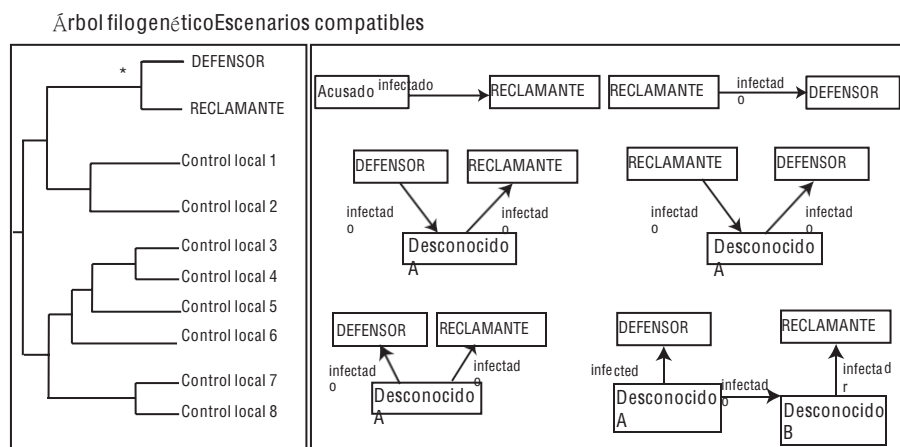 Árbol filogenéticoEscenarios compatibles
*
DEFENSOR
RECLAMANTE
Control local 1
Control local 2
Control local 3
Control local 4
Control local 5
Control local 6
Control local 7
Control local 8
Acusado
infectado
RECLAMANTE
RECLAMANTE
infectad
o
DEFENSOR
DEFENSOR
RECLAMANTE
infectad
o
infectad
o
Desconocido
A
RECLAMANTE
DEFENSOR
infectad
o
infectad
o
Desconocido
A
DEFENSOR
RECLAMANTE
infectad
o
infectad
o
Desconocido
A
DEFENSOR
RECLAMANTE
infected
infectad
o
infectad
r
Desconocido
A
Desconocido
B